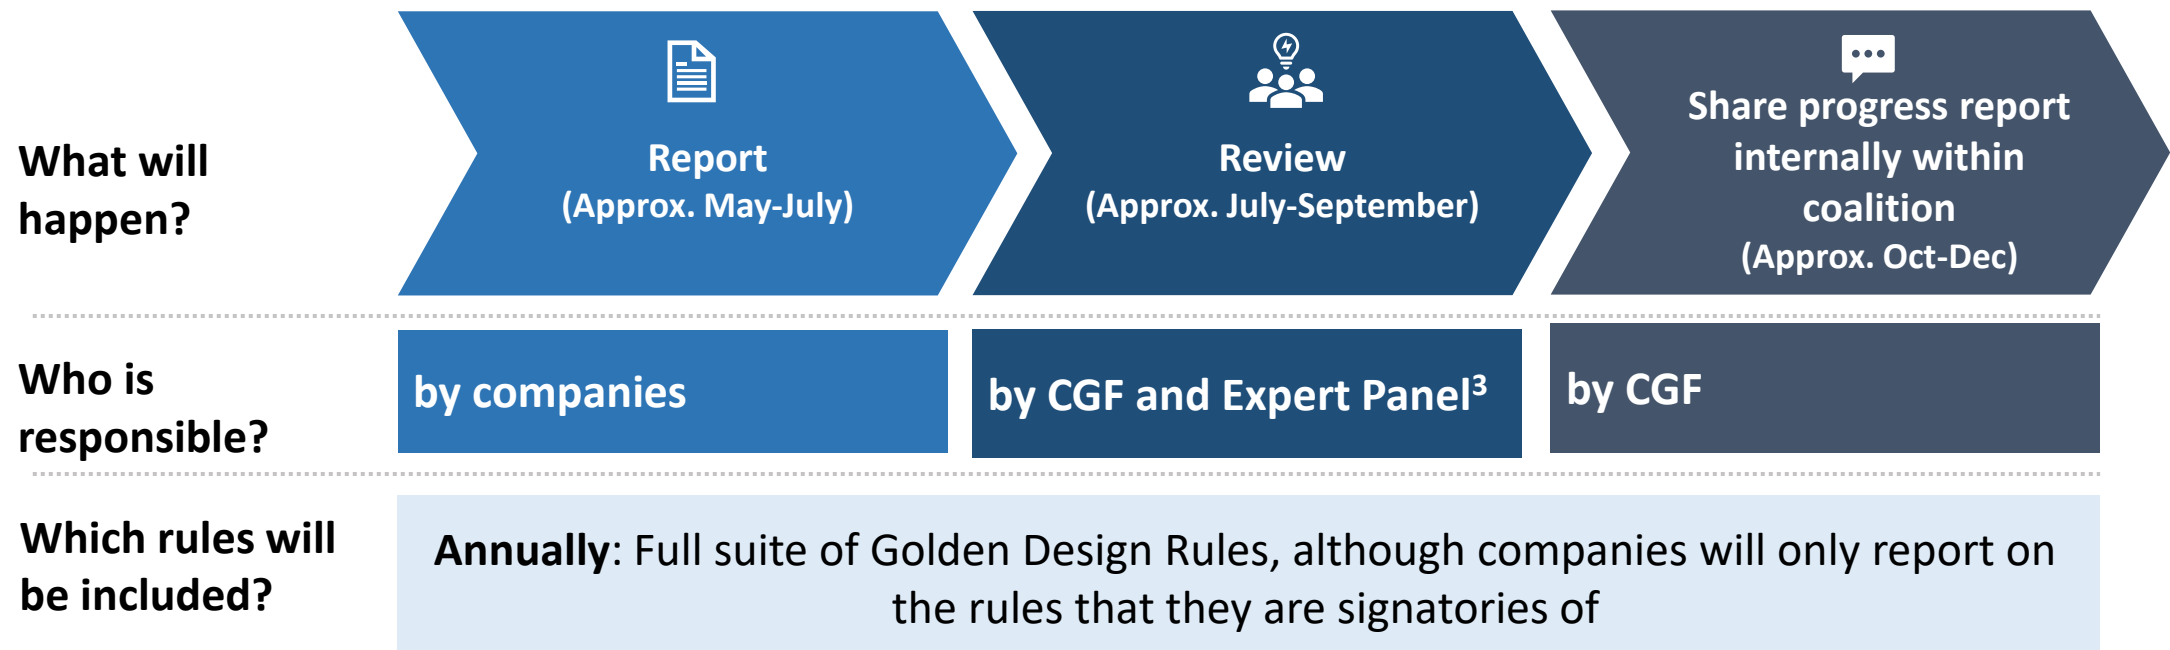 What will
happen?
Report
(Approx. May-July)
Review
(Approx. July-September)
Share progress report
internally within
coalition
(Approx. Oct-Dec)
Who is
responsible?
by companies
by CGF and Expert Panel³
by CGF
Which rules will
be included?
Annually: Full suite of Golden Design Rules, although companies will only report on
the rules that they are signatories of